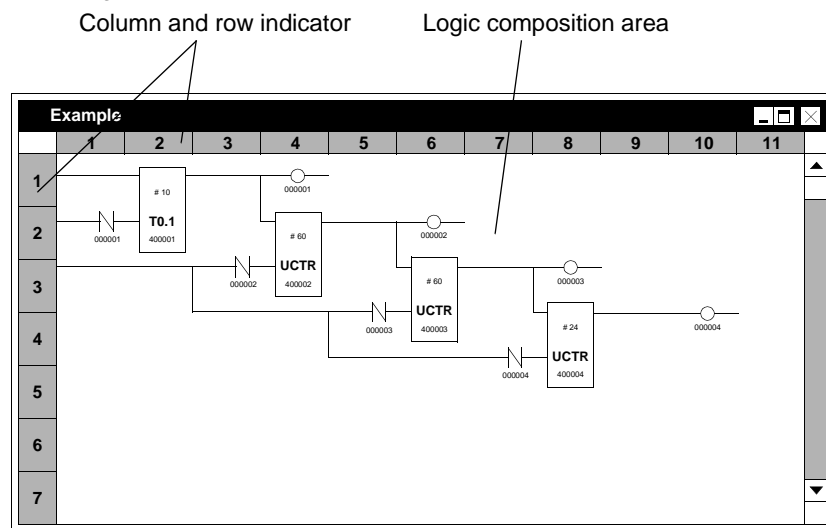 Column and row indicator Logic composition area
Example
1 2 3 4 5 6 7 8 9 10 11
1
# 10
000001
T0.1
2
000001 400001
# 60
000002
UCTR
3
000002 400002
# 60
000003
UCTR
4
000003 400003
# 24
000004
UCTR
000004 400004
5
6
7